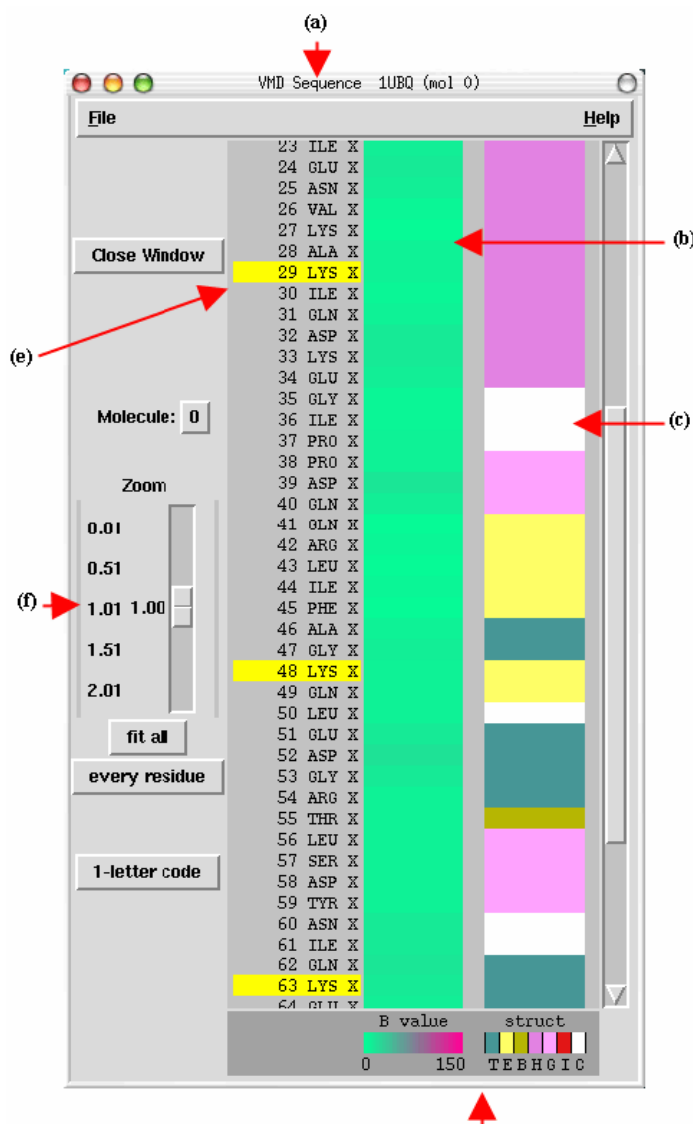 (a)
VMD Sequence 1UBQ (mol 0)
File Help
23 ILE X
24 GLU X
25 ASN X
26 VAL X
27 LYS X
(b)
Close Window
28 ALA X
29 LYS X
30 ILE X
31 GLN X
32 ASP X
(e)
33 LYS X
34 GLU X
35 GLY X
Molecule: 0
36 ILE X
(c)
37 PRO X
38 PRO X
Zoom
39 ASP X
40 GLN X
0.01
41 GLN X
42 ARG X
0.51
43 LEU X
44 ILE X
(f)
1.01 1.00
45 PHE X
46 ALA X
1.51
47 GLY X
48 LYS X
2.01
49 GLN X
50 LEU X
fit all
51 GLU X
52 ASP X
every residue
53 GLY X
54 ARG X
55 THR X
56 LEU X
57 SER X
1-letter code
58 ASP X
59 TYR X
60 ASN X
61 ILE X
62 GLN X
63 LYS X
64 GLU X
B value struct
0 150 T E B H G I C